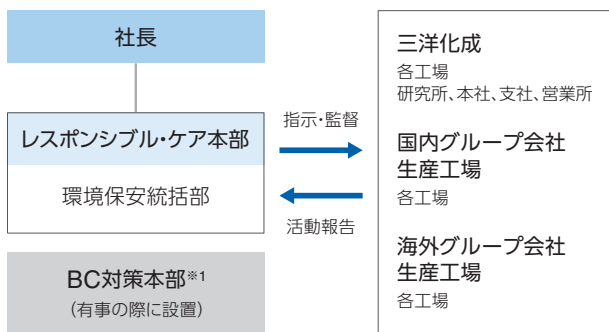 社長
レスポンシブル・ケア本部
環境保安統括部
BC対策本部※1
(有事の際に設置)
指示・監督
活動報告
三洋化成
各工場
研究所、本社、支社、営業所
国内グループ会社
生産工場
各工場
海外グループ会社
生産工場
各工場